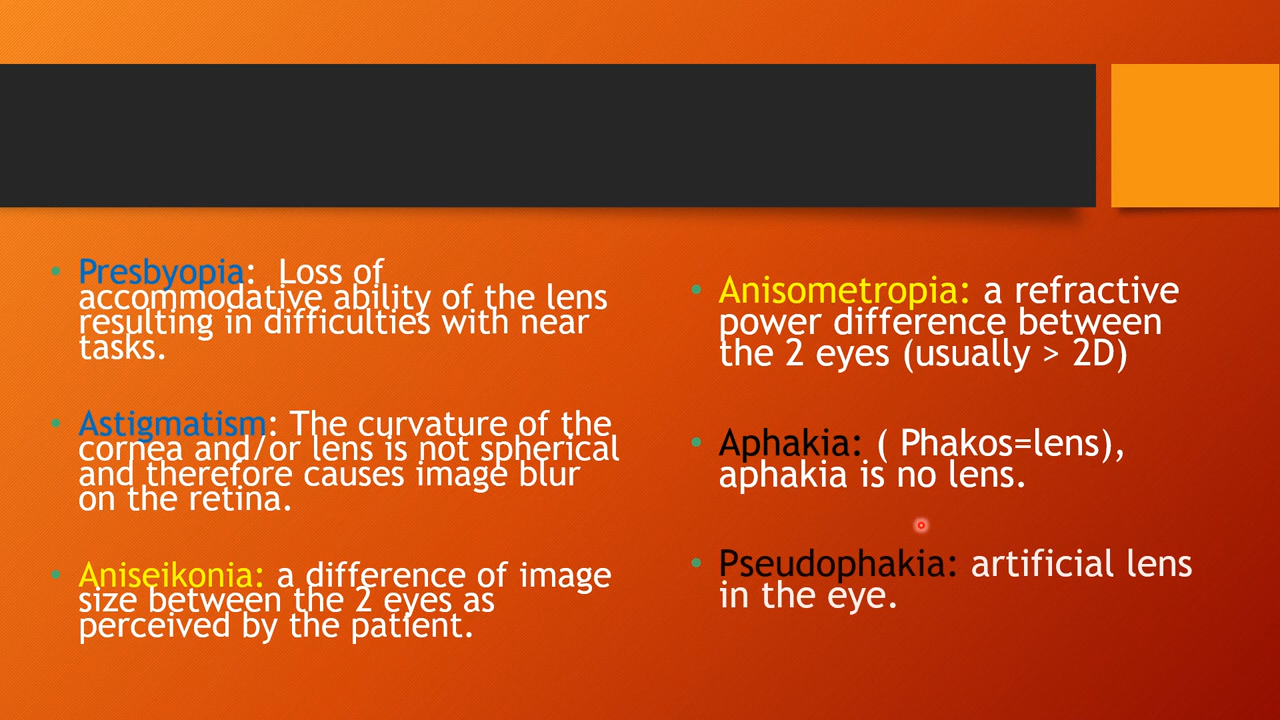 • Presbyopia:  Loss of
accommodative ability of the lens
resulting in difficulties with near
tasks.
• Astigmatism: The curvature of the
cornea and/or lens is not spherical
and therefore causes image blur
on the retina.
• Aniseikonia: a difference of image
size between the 2 eyes as
perceived by the patient.
• Anisometropia: a refractive
power difference between
the 2 eyes (usually > 2D)
• Aphakia: ( Phakos=lens),
aphakia is no lens.
• Pseudophakia: artificial lens
in the eye.